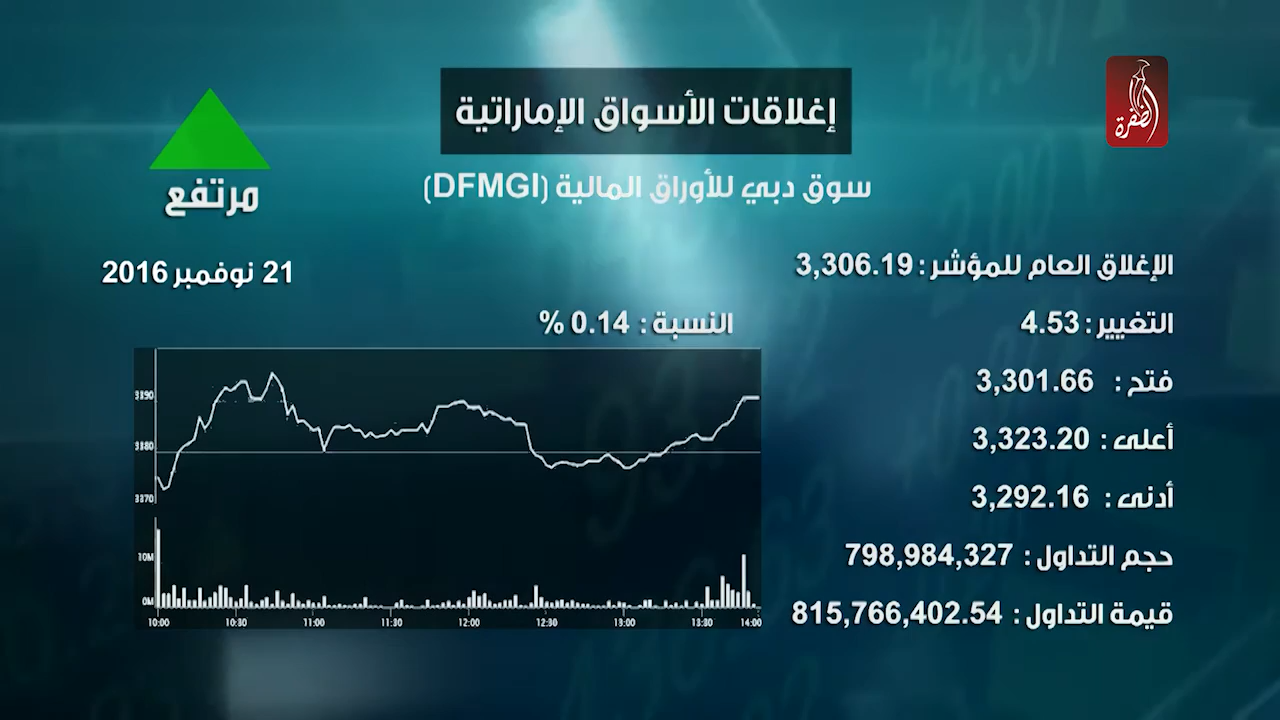 إغلاقات الأسواق الإماراتية
الظفرة
سوق دبي للأوراق المالية (DFMGI)
مرتفع
21 نوفمبر 2016
الإغلاق العام للمؤشر : 3,306.19
التغيير : 4.53
النسبة : 0.14 %
فتح : 3,301.66
أعلى : 3,323.20
أدنى : 3,292.16
حجم التداول : 798,984,327
قيمة التداول : 815,766,402.54
10M
0M
10:00 10:30 11:00 11:30 12:00 12:30 13:00 13:30 14:00